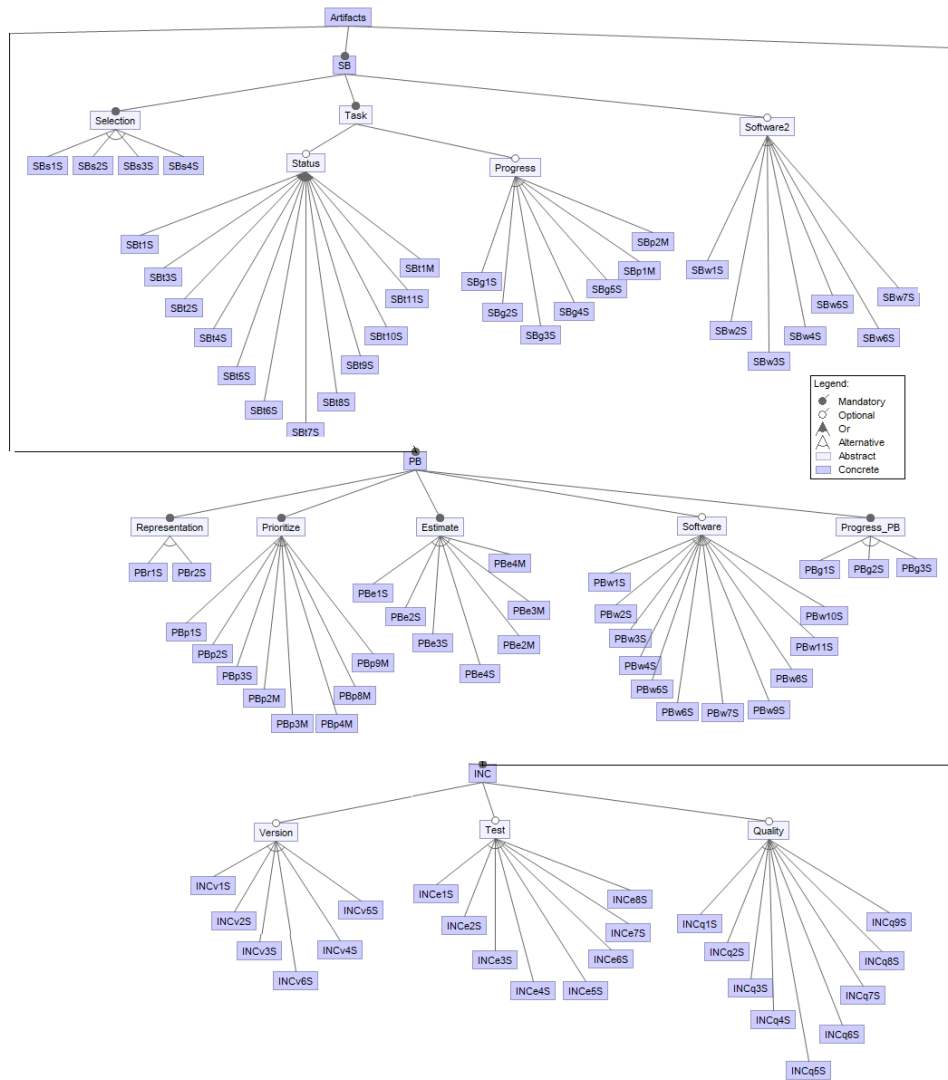 Artifacts
SB
Selection
Task
Software2
SBs1S
SBs2S
SBs3S
SBs4S
Status
Progress
SBt1S
SBt3S
SBt2S
SBt4S
SBt5S
SBt6S
SBt7S
SBt8S
SBt9S
SBt10S
SBt11S
SBt1M
SBg1S
SBg2S
SBg3S
SBg4S
SBg5S
SBp1M
SBp2M
SBw1S
SBw2S
SBw3S
SBw4S
SBw5S
SBw6S
SBw7S
Legend:
Mandatory
Optional
Or
Alternative
Abstract
Concrete
PB
Representation
Prioritize
Estimate
Software
Progress_PB
PBr1S
PBr2S
PBp1S
PBp2S
PBp3S
PBp2M
PBp3M
PBp4M
PBp8M
PBp9M
PBe1S
PBe2S
PBe3S
PBe4S
PBe2M
PBe3M
PBe4M
PBw1S
PBw2S
PBw3S
PBw4S
PBw5S
PBw6S
PBw7S
PBw9S
PBw8S
PBw11S
PBw10S
PBg1S
PBg2S
PBg3S
INC
Version
Test
Quality
INCv1S
INCv2S
INCv3S
INCv6S
INCv4S
INCv5S
INCe1S
INCe2S
INCe3S
INCe4S
INCe5S
INCe6S
INCe7S
INCe8S
INCq1S
INCq2S
INCq3S
INCq4S
INCq5S
INCq6S
INCq7S
INCq8S
INCq9S